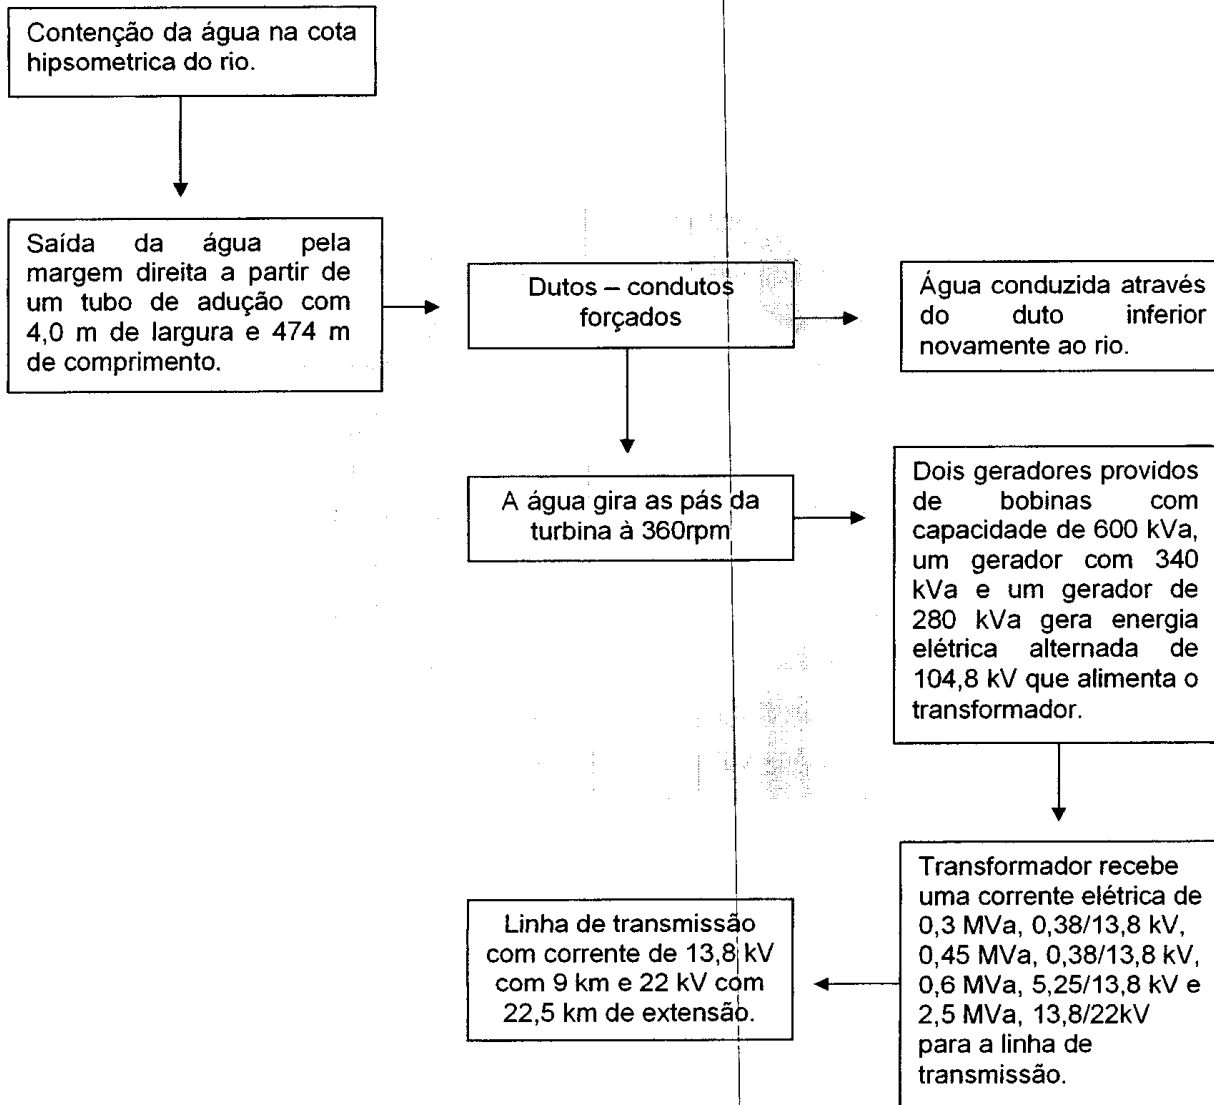 Contenção da água na cota
hipsometrica do rio.
Saída da água pela
margem direita a partir de
um tubo de adução com
4,0 m de largura e 474 m
de comprimento.
Dutos – condutos
forçados
Água conduzida através
do duto inferior
novamente ao rio.
A água gira as pás da
turbina à 360rpm
Dois geradores providos
de bobinas com
capacidade de 600 kVa,
um gerador com 340
kVa e um gerador de
280 kVa gera energia
elétrica alternada de
104,8 kV que alimenta o
transformador.
Transformador recebe
uma corrente elétrica de
0,3 MVa, 0,38/13,8 kV,
0,45 MVa, 0,38/13,8 kV,
0,6 MVa, 5,25/13,8 kV e
2,5 MVa, 13,8/22kV
para a linha de
transmissão.
Linha de transmissão
com corrente de 13,8 kV
com 9 km e 22 kV com
22,5 km de extensão.